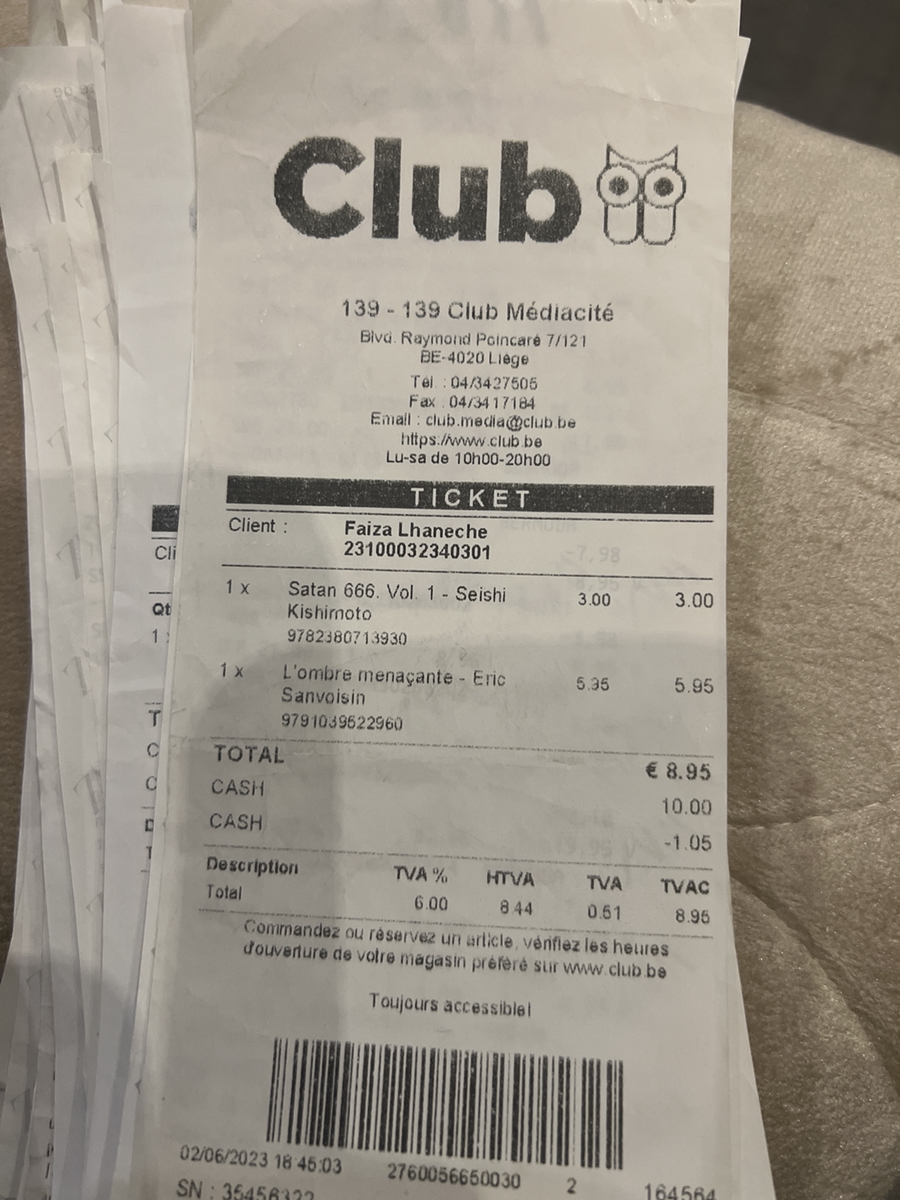 Club
139 - 139 Club Médiacité
Blvd. Raymond Poincaré 7/121
BE-4020 Liège
Tél. : 04/3427505
Fax : 04/3417184
Email : club.media@club.be
https://www.club.be
Lu-sa de 10h00-20h00
TICKET
Client : Faiza Lhaneche
23100032340301
1 x Satan 666. Vol. 1 - Seishi 3.00 3.00
Kishimoto
9782380713930
1 x L'ombre menaçante - Eric 5.95 5.95
Sanvoisin
9791039522960
TOTAL € 8.95
CASH 10.00
CASH -1.05
Description TVA % HTVA TVA TVAC
Total 6.00 8.44 0.51 8.95
Commandez ou réservez un article, vérifiez les heures
d'ouverture de votre magasin préféré sur www.club.be
Toujours accessible!
02/06/2023 18:45:03 2760056650030 2 164564
SN :
Cli
Qt
1